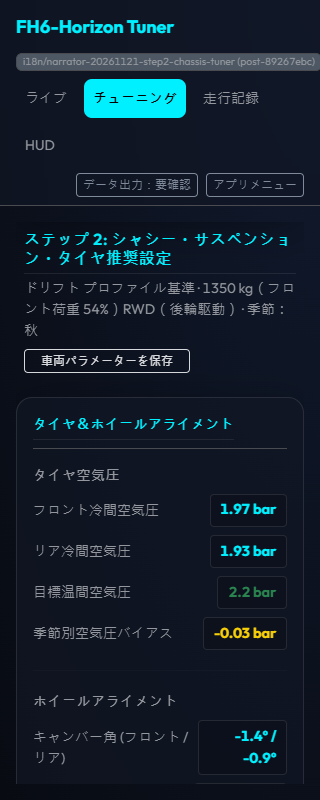 FH6-Horizon Tuner
i18n/narrator-20261121-step2-chassis-tuner (post-89267ebc)
ライブ
チューニング
走行記録
HUD
データ出力：要確認
アプリメニュー
ステップ 2: シャシー・サスペンショ
ン・タイヤ推奨設定
ドリフト プロファイル基準·1350 kg ( フロ
ント荷重 54% ) RWD ( 後輪駆動 ) ·季節：
秋
車両パラメーターを保存
タイヤ＆ホイールアライメント
タイヤ空気圧
フロント冷間空気圧
1.97 bar
リア冷間空気圧
1.93 bar
目標温間空気圧
2.2 bar
季節別空気圧バイアス
-0.03 bar
ホイールアライメント
キャンバー角 (フロント /
リア)
-1.4° /
-0.9°